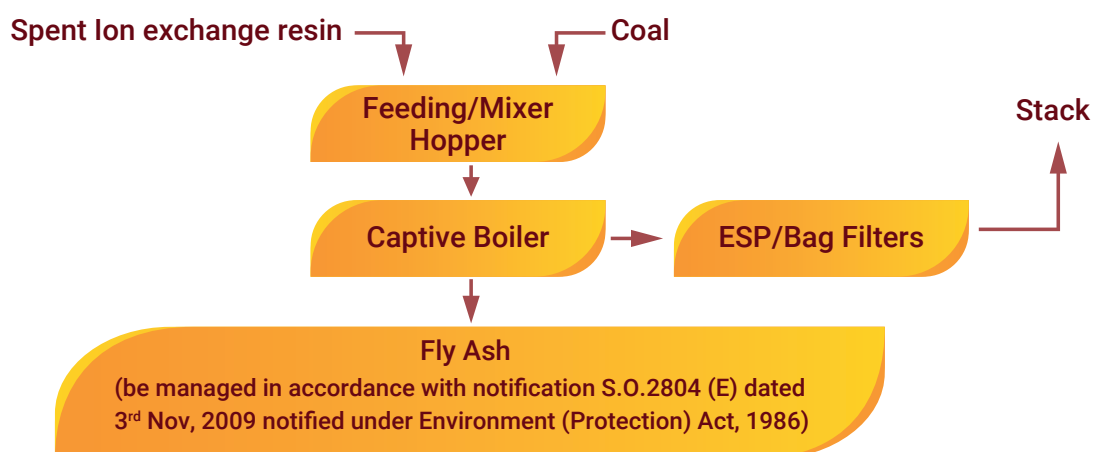 Spent Ion exchange resin
Coal
Feeding/Mixer
Hopper
Stack
Captive Boiler
ESP/Bag Filters
Fly Ash
(be managed in accordance with notification S.O.2804 (E) dated
3rd Nov, 2009 notified under Environment (Protection) Act, 1986)